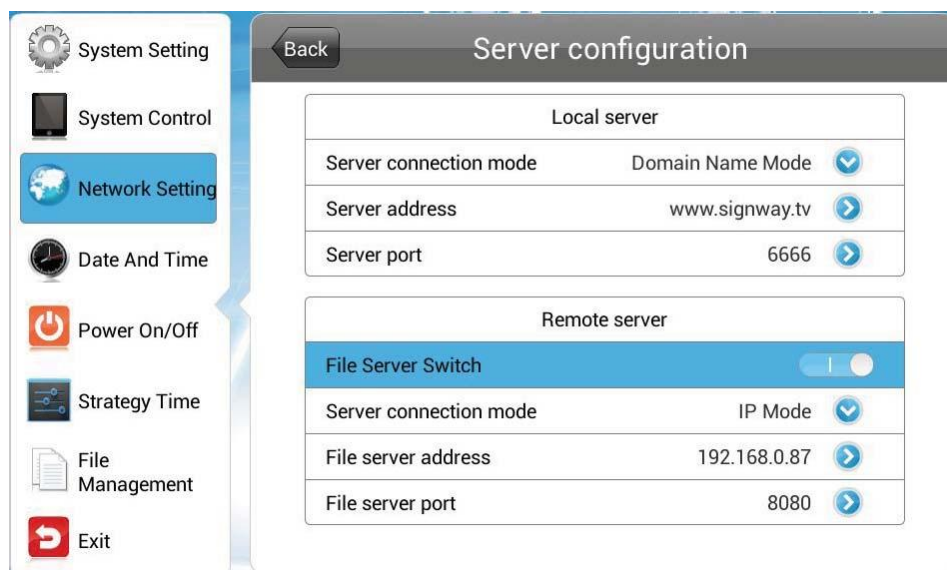 System Setting
System Control
Network Setting
Date And Time
Power On/Off
Strategy Time
File
Management
Exit
Back
Server configuration
Local server
Server connection mode Domain Name Mode
Server address www.signway.tv
Server port 6666
Remote server
File Server Switch
Server connection mode IP Mode
File server address 192.168.0.87
File server port 8080